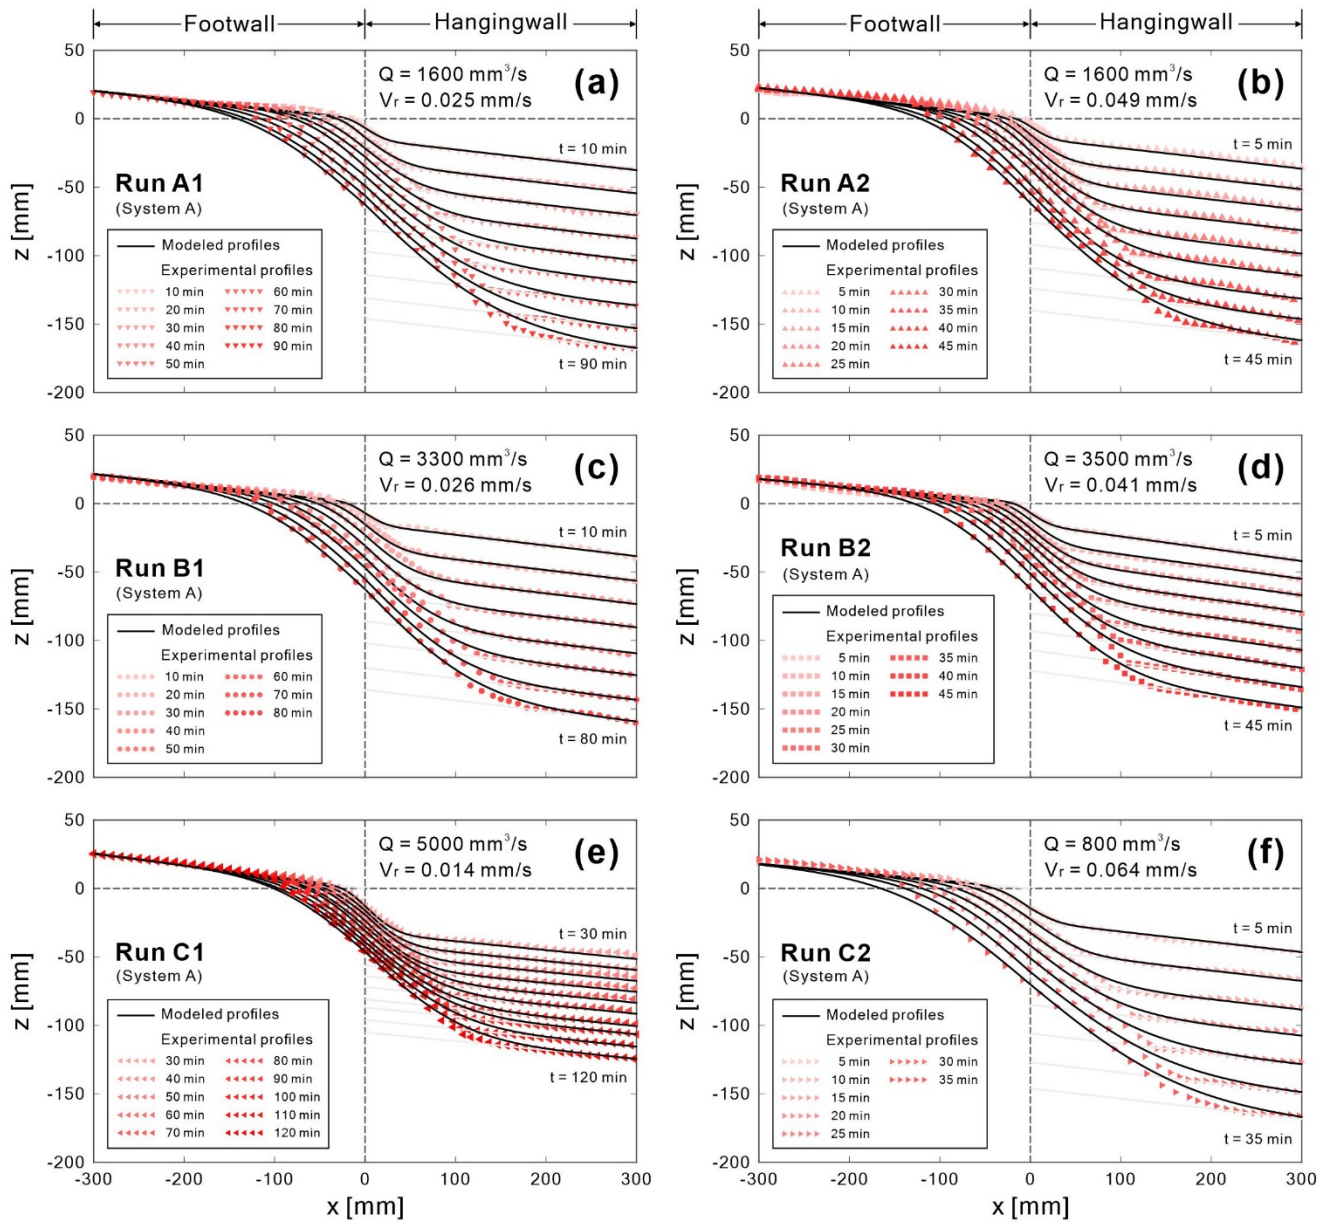 Footwall Hangingwall Footwall Hangingwall
50
0
-50
-100
-150
-200
z [mm]
Q = 1600 mm³/s
Vr = 0.025 mm/s
(a)
t = 10 min
Run A1
(System A)
Modeled profiles
Experimental profiles
10 min 60 min
20 min 70 min
30 min 80 min
40 min 90 min
50 min
t = 90 min
50
0
-50
-100
-150
-200
z [mm]
Q = 1600 mm³/s
Vr = 0.049 mm/s
(b)
t = 5 min
Run A2
(System A)
Modeled profiles
Experimental profiles
5 min 30 min
10 min 35 min
15 min 40 min
20 min 45 min
25 min
t = 45 min
50
0
-50
-100
-150
-200
z [mm]
Q = 3300 mm³/s
Vr = 0.026 mm/s
(c)
t = 10 min
Run B1
(System A)
Modeled profiles
Experimental profiles
10 min 60 min
20 min 70 min
30 min 80 min
40 min
50 min
t = 80 min
50
0
-50
-100
-150
-200
z [mm]
Q = 3500 mm³/s
Vr = 0.041 mm/s
(d)
t = 5 min
Run B2
(System A)
Modeled profiles
Experimental profiles
5 min 35 min
10 min 40 min
15 min 45 min
20 min
25 min
30 min
t = 45 min
50
0
-50
-100
-150
-200
z [mm]
Q = 5000 mm³/s
Vr = 0.014 mm/s
(e)
t = 30 min
Run C1
(System A)
Modeled profiles
Experimental profiles
30 min 80 min
40 min 90 min
50 min 100 min
60 min 110 min
70 min 120 min
t = 120 min
-300 -200 -100 0 100 200 300
x [mm]
50
0
-50
-100
-150
-200
z [mm]
Q = 800 mm³/s
Vr = 0.064 mm/s
(f)
t = 5 min
Run C2
(System A)
Modeled profiles
Experimental profiles
5 min 30 min
10 min 35 min
15 min
20 min
25 min
t = 35 min
-300 -200 -100 0 100 200 300
x [mm]